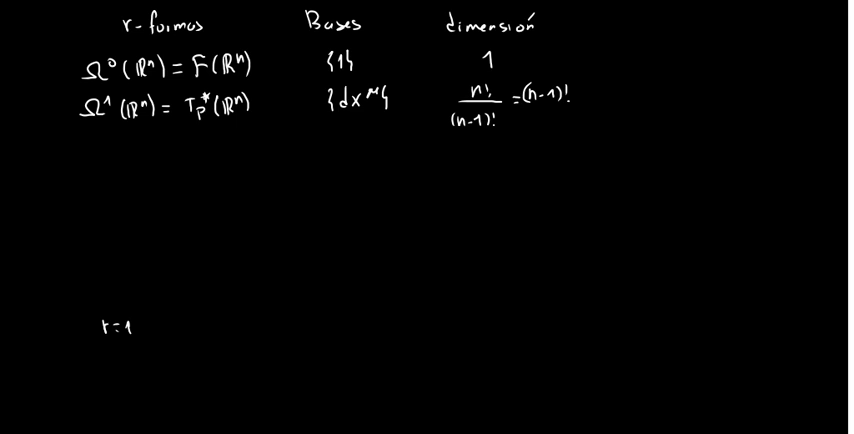 r-formas Bases dimensión
Ω⁰(ℝⁿ) = F(ℝⁿ) {1} 1
Ω¹(ℝⁿ) = T*ₚ(ℝⁿ) {dx^μ} n!/(n-1)! = (n-1)!
r=1